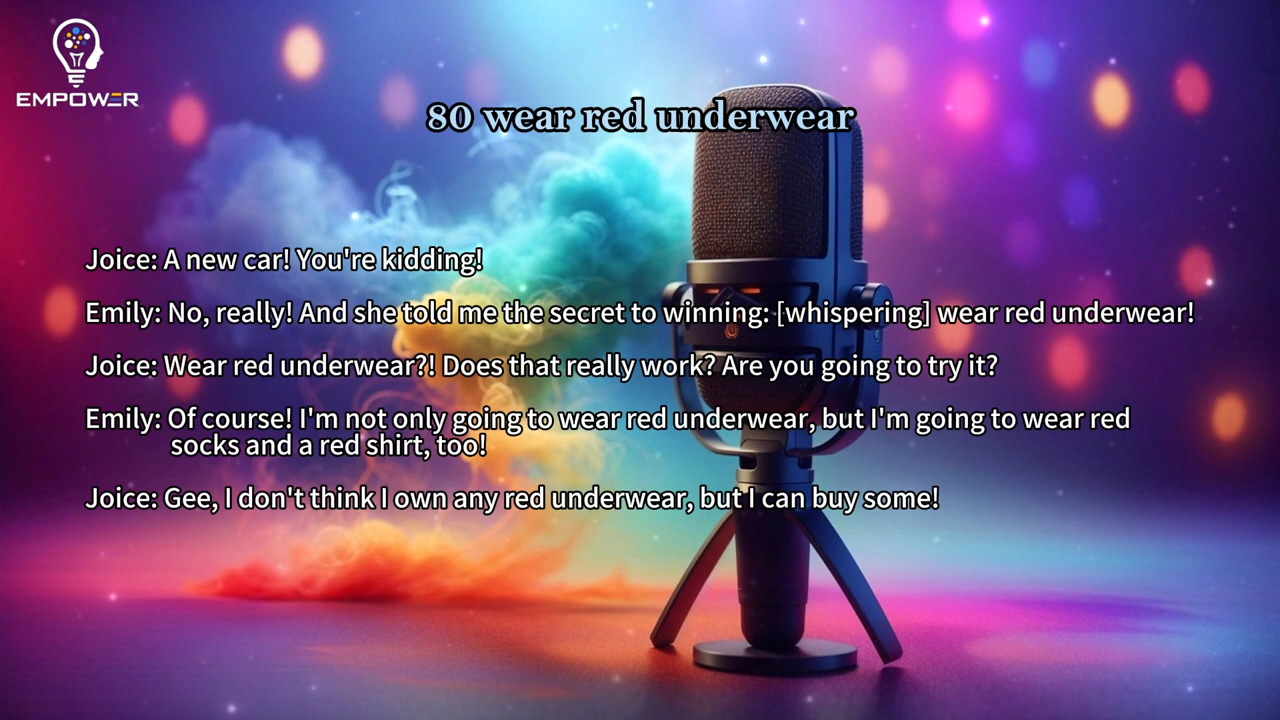 EMPOWER
80 wear red underwear
Joice: A new car! You're kidding!
Emily: No, really! And she told me the secret to winning: [whispering] wear red underwear!
Joice: Wear red underwear?! Does that really work? Are you going to try it?
Emily: Of course! I'm not only going to wear red underwear, but I'm going to wear red
socks and a red shirt, too!
Joice: Gee, I don't think I own any red underwear, but I can buy some!